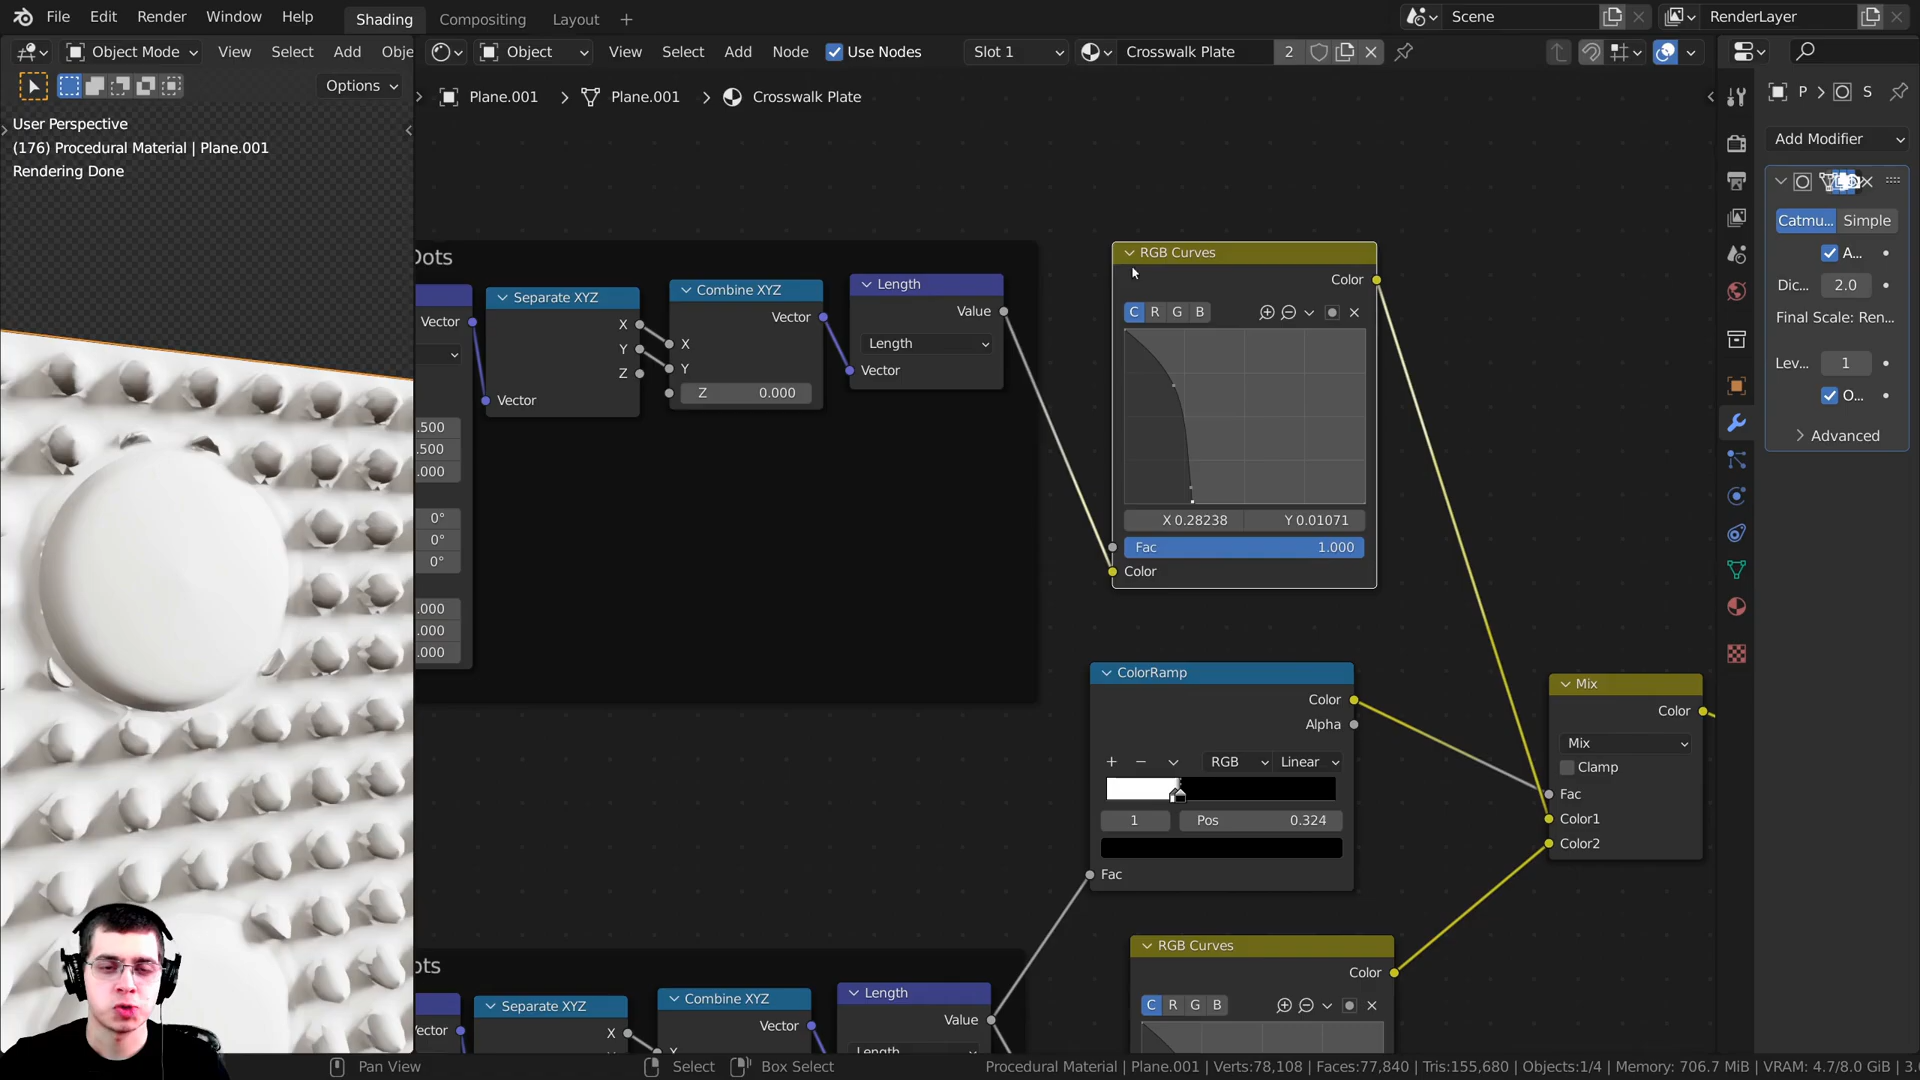 File Edit Render Window Help Shading Compositing Layout + Scene RenderLayer
Object Mode View Select Add Obje Object View Select Add Node Use Nodes Slot 1 Crosswalk Plate 2
Options
Plane.001 > Plane.001 > Crosswalk Plate
P > S
User Perspective
(176) Procedural Material | Plane.001
Rendering Done
Add Modifier
Catmu... Simple
A...
Dic... 2.0
Final Scale: Ren...
Lev... 1
O...
> Advanced
Dots
Vector
.500
.500
.000
0°
0°
0°
.000
.000
.000
Separate XYZ
X
Y
Z
Vector
Combine XYZ
Vector
X
Y
Z 0.000
Length
Value
Length
Vector
RGB Curves
Color
C R G B
X 0.28238 Y 0.01071
Fac 1.000
Color
ColorRamp
Color
Alpha
+ − RGB Linear
1 Pos 0.324
Fac
Mix
Color
Mix
Clamp
Fac
Color1
Color2
RGB Curves
Color
C R G B
ots
Vector
Separate XYZ
X
Combine XYZ
Vector
X
Length
Value
Length
Pan View Select Box Select Procedural Material | Plane.001 | Verts:78,108 | Faces:77,840 | Tris:155,680 | Objects:1/4 | Memory: 706.7 MiB | VRAM: 4.7/8.0 GiB | 3.